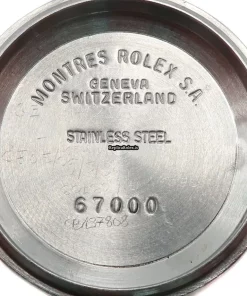 MONTRES ROLEX S.A.
GENEVA
SWITZERLAND
STAINLESS STEEL
67000